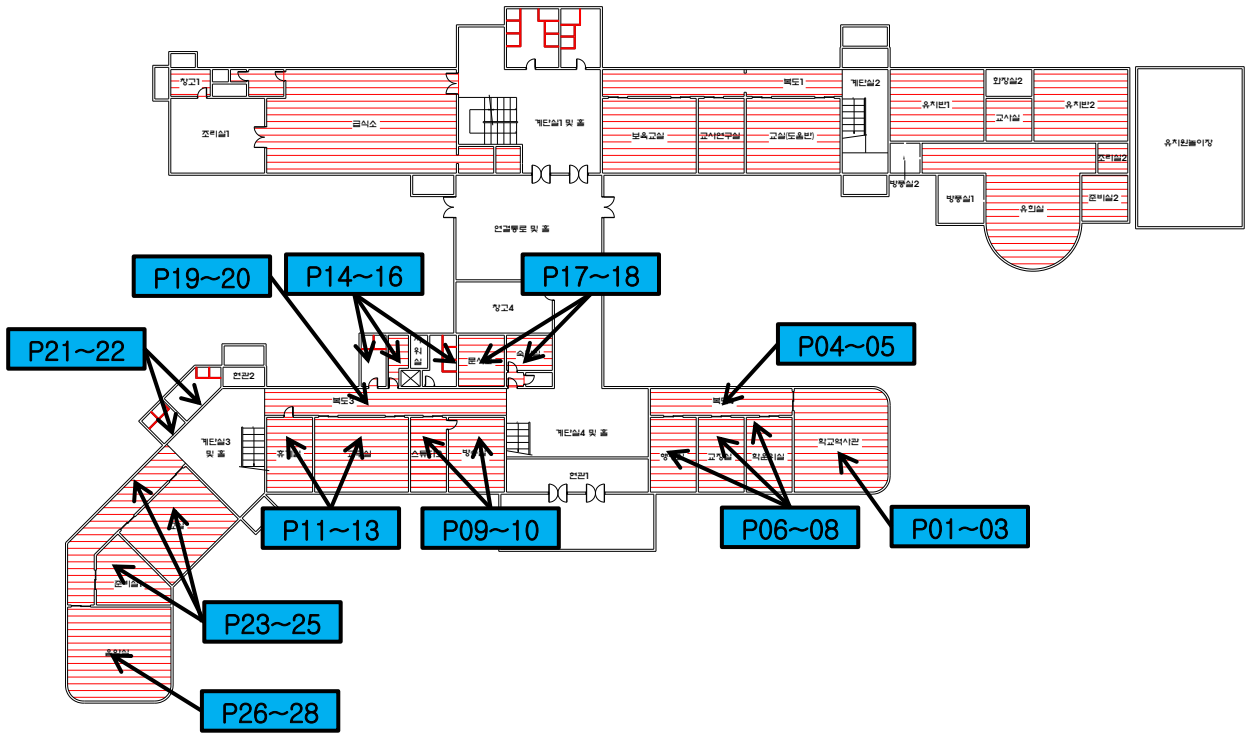 창고1
복도1
계단실2
화장실2
유치반1
유치반2
조리실1
급식소
계단실1 및 홀
보육교실
교사연구실
교실(도움반)
교사실
유치원놀이장
조리실2
방풍실2
방풍실1
유희실
준비실2
연결통로 및 홀
P19~20
P14~16
P17~18
창고4
P21~22
P04~05
현관2
복도3
계단실3
및 홀
계단실4 및 홀
학교역사관
현관1
P11~13
P09~10
P06~08
P01~03
P23~25
P26~28